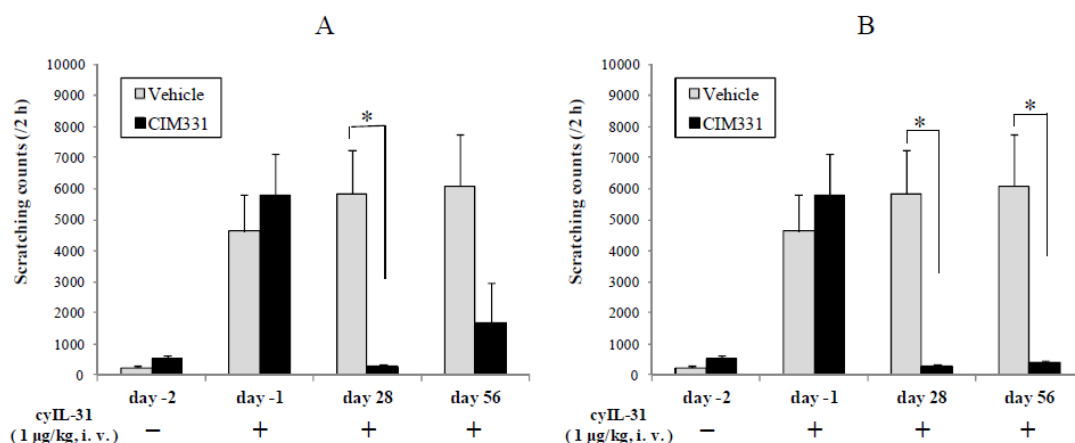 A
Scratching counts (/2 h)
10000
9000
8000
7000
6000
5000
4000
3000
2000
1000
0
Vehicle
CIM331
*
day -2 day -1 day 28 day 56
cyIL-31
( 1 µg/kg, i. v. ) − + + +
B
Scratching counts (/2 h)
10000
9000
8000
7000
6000
5000
4000
3000
2000
1000
0
Vehicle
CIM331
*
*
day -2 day -1 day 28 day 56
cyIL-31
( 1 µg/kg, i. v. ) − + + +